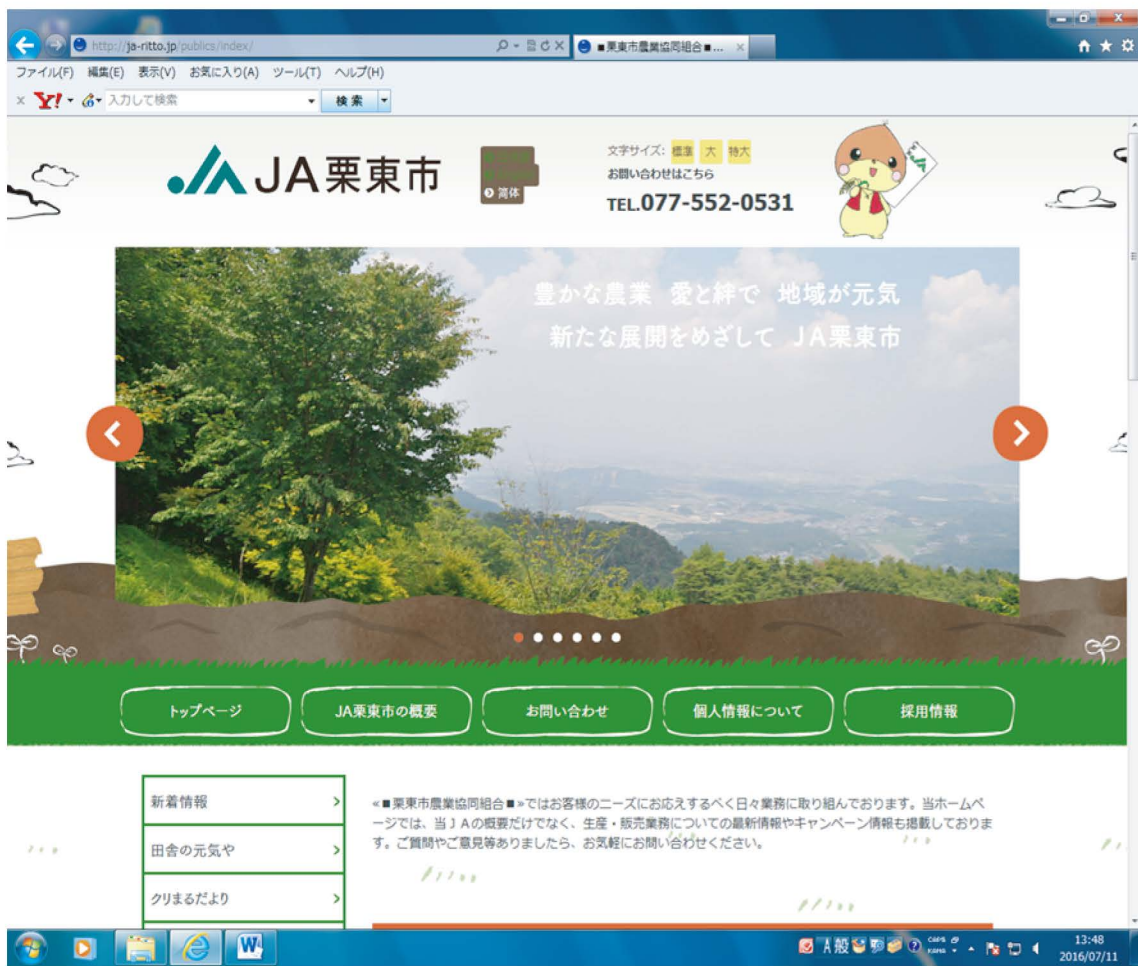 http://ja-ritto.jp/publics/index/
■栗東市農業協同組合■...
ファイル(F) 編集(E) 表示(V) お気に入り(A) ツール(T) ヘルプ(H)
Y! 入力して検索 検索
JA栗東市
简体
文字サイズ: 標準 大 特大
お問い合わせはこちら
TEL.077-552-0531
豊かな農業 愛と絆で 地域が元気
新たな展開をめざして JA栗東市
トップページ JA栗東市の概要 お問い合わせ 個人情報について 採用情報
新着情報
田舎の元気や
クリまるだより
≪■栗東市農業協同組合■≫ではお客様のニーズにお応えするべく日々業務に取り組んでおります。当ホームペ
ージでは、当JAの概要だけでなく、生産・販売業務についての最新情報やキャンペーン情報も掲載しておりま
す。ご質問やご意見等ありましたら、お気軽にお問い合わせください。
A 般 CAPS KANA
13:48
2016/07/11